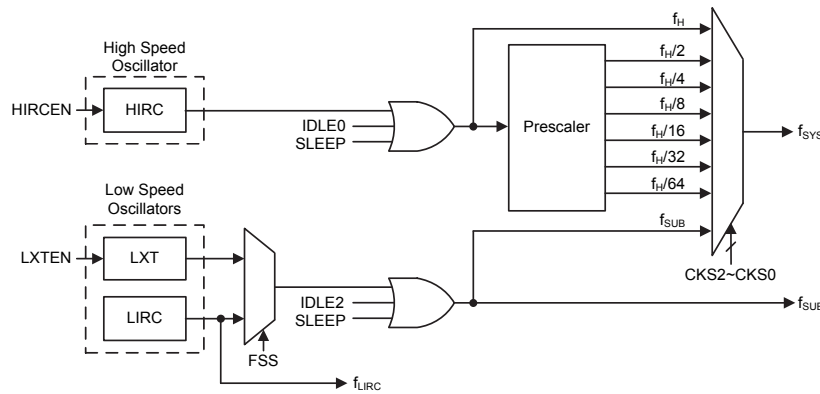 High Speed
Oscillator
HIRCEN
HIRC
IDLE0
SLEEP
Prescaler
fH
fH/2
fH/4
fH/8
fH/16
fH/32
fH/64
fSUB
fSYS
CKS2~CKS0
Low Speed
Oscillators
LXTEN
LXT
LIRC
IDLE2
SLEEP
FSS
fSUB
fLIRC